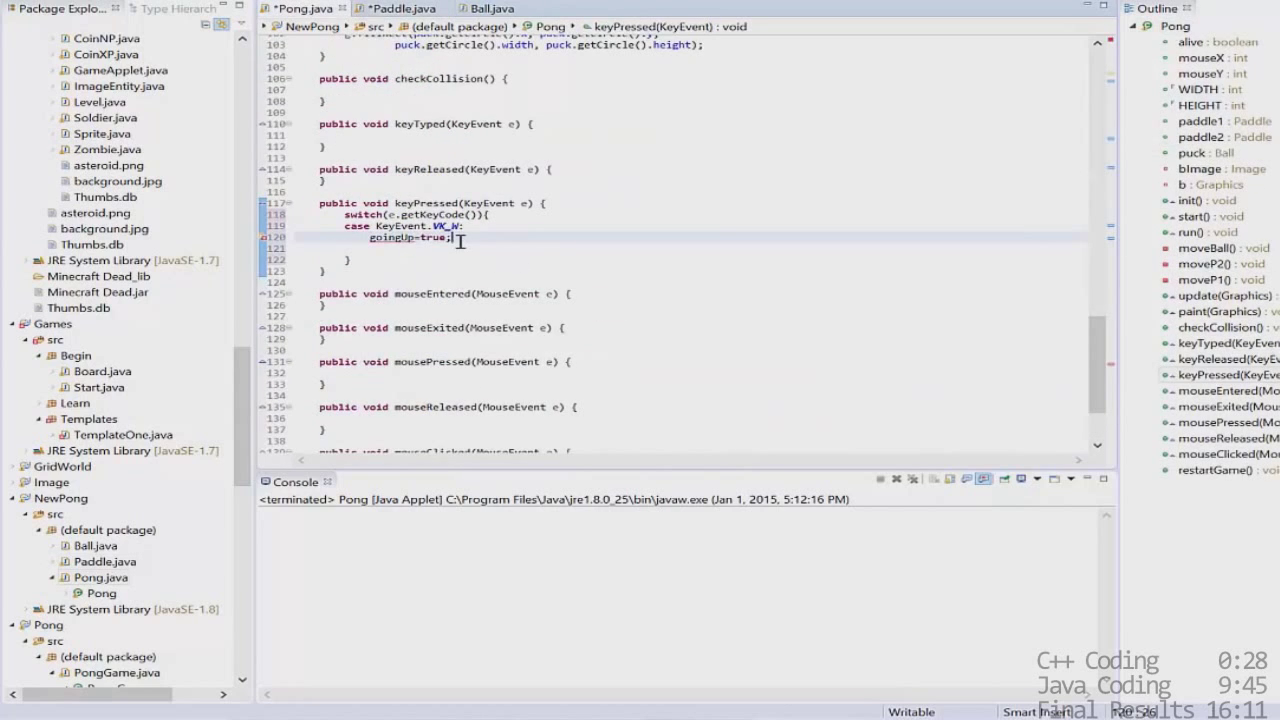 Package Explo...
Type Hierarch
CoinNP.java
CoinXP.java
GameApplet.java
ImageEntity.java
Level.java
Soldier.java
Sprite.java
Zombie.java
asteroid.png
background.jpg
Thumbs.db
asteroid.png
background.jpg
Thumbs.db
JRE System Library [JavaSE-1.7]
Minecraft Dead_lib
Minecraft Dead.jar
Thumbs.db
Games
src
Begin
Board.java
Start.java
Learn
Templates
TemplateOne.java
JRE System Library [JavaSE-1.7]
GridWorld
Image
NewPong
src
(default package)
Ball.java
Paddle.java
Pong.java
Pong
JRE System Library [JavaSE-1.8]
Pong
src
(default package)
PongGame.java
*Pong.java
*Paddle.java
Ball.java
NewPong src (default package) Pong keyPressed(KeyEvent) : void
103 puck.getCircle().width, puck.getCircle().height);
104 }
105
106 public void checkCollision() {
107
108 }
109
110 public void keyTyped(KeyEvent e) {
111
112 }
113
114 public void keyReleased(KeyEvent e) {
115 }
116
117 public void keyPressed(KeyEvent e) {
118 switch(e.getKeyCode()){
119 case KeyEvent.VK_W:
120 goingUp=true;
121
122 }
123 }
124
125 public void mouseEntered(MouseEvent e) {
126 }
127
128 public void mouseExited(MouseEvent e) {
129 }
130
131 public void mousePressed(MouseEvent e) {
132
133 }
134
135 public void mouseReleased(MouseEvent e) {
136
137 }
138
public void mouseClicked(MouseEvent e) {
Console
<terminated> Pong [Java Applet] C:\Program Files\Java\jre1.8.0_25\bin\javaw.exe (Jan 1, 2015, 5:12:16 PM)
Outline
Pong
alive : boolean
mouseX : int
mouseY : int
WIDTH : int
HEIGHT : int
paddle1 : Paddle
paddle2 : Paddle
puck : Ball
bImage : Image
b : Graphics
init() : void
start() : void
run() : void
moveBall() : void
moveP2() : void
moveP1() : void
update(Graphics)
paint(Graphics) :
checkCollision() :
keyTyped(KeyEv
keyReleased(KeyE
keyPressed(KeyEve
mouseEntered(Mo
mouseExited(Mou
mousePressed(Mo
mouseReleased(M
mouseClicked(Mo
restartGame() : v
C++ Coding 0:28
Java Coding 9:45
Final Results 16:11
Writable
Smart Insert